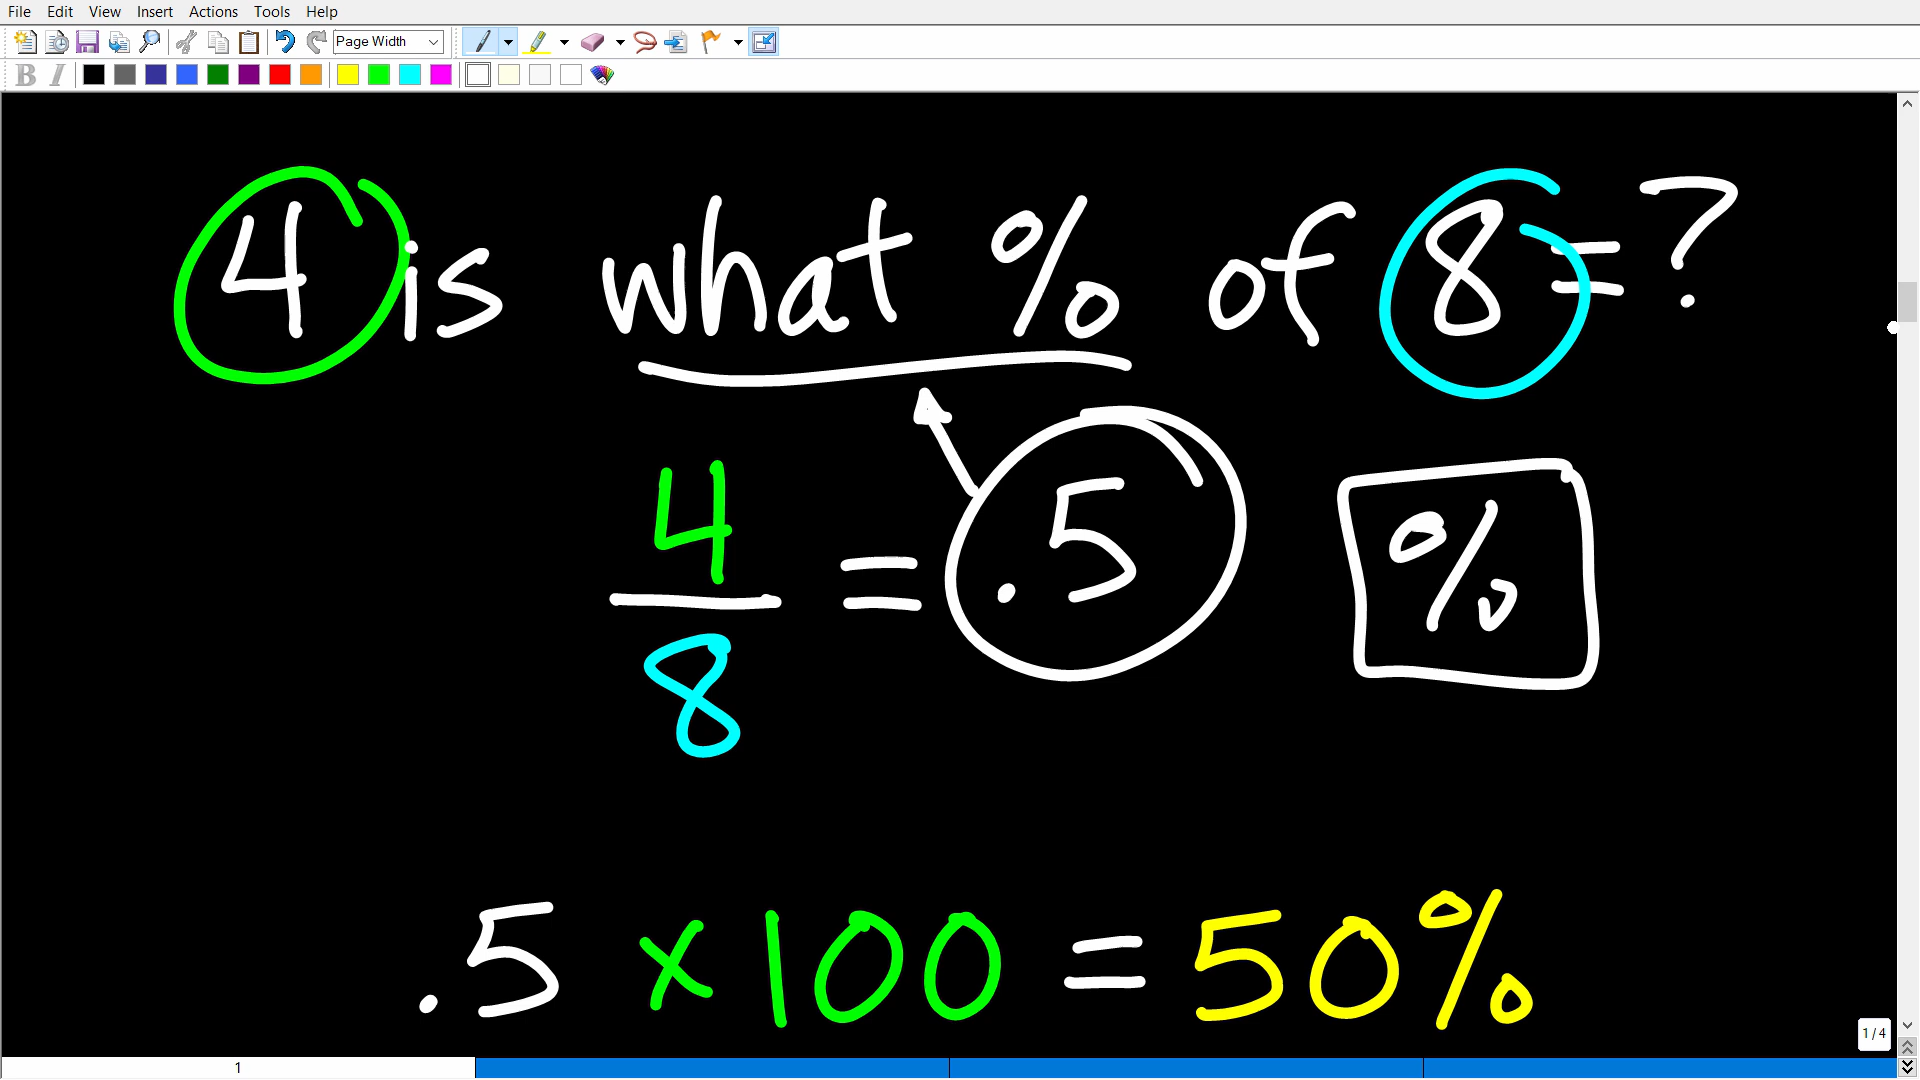 File Edit View Insert Actions Tools Help
Page Width
B I
4 is what % of 8 = ?
4/8 = .5 %
.5 x 100 = 50%
1 / 4
1